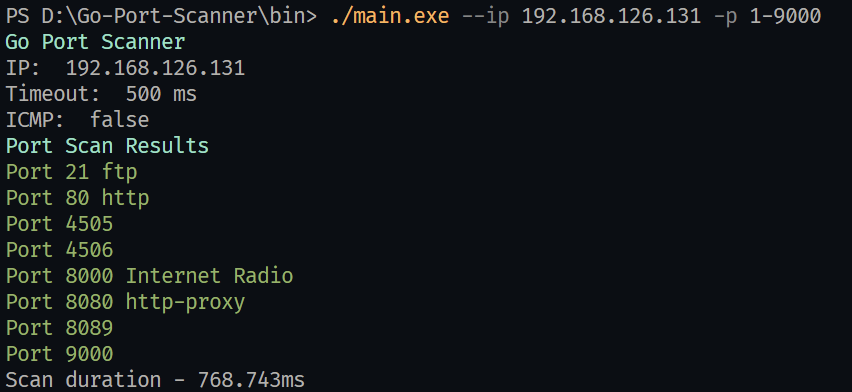 PS D:\Go-Port-Scanner\bin> ./main.exe --ip 192.168.126.131 -p 1-9000
Go Port Scanner
IP:  192.168.126.131
Timeout:  500 ms
ICMP:  false
Port Scan Results
Port 21 ftp
Port 80 http
Port 4505
Port 4506
Port 8000 Internet Radio
Port 8080 http-proxy
Port 8089
Port 9000
Scan duration - 768.743ms